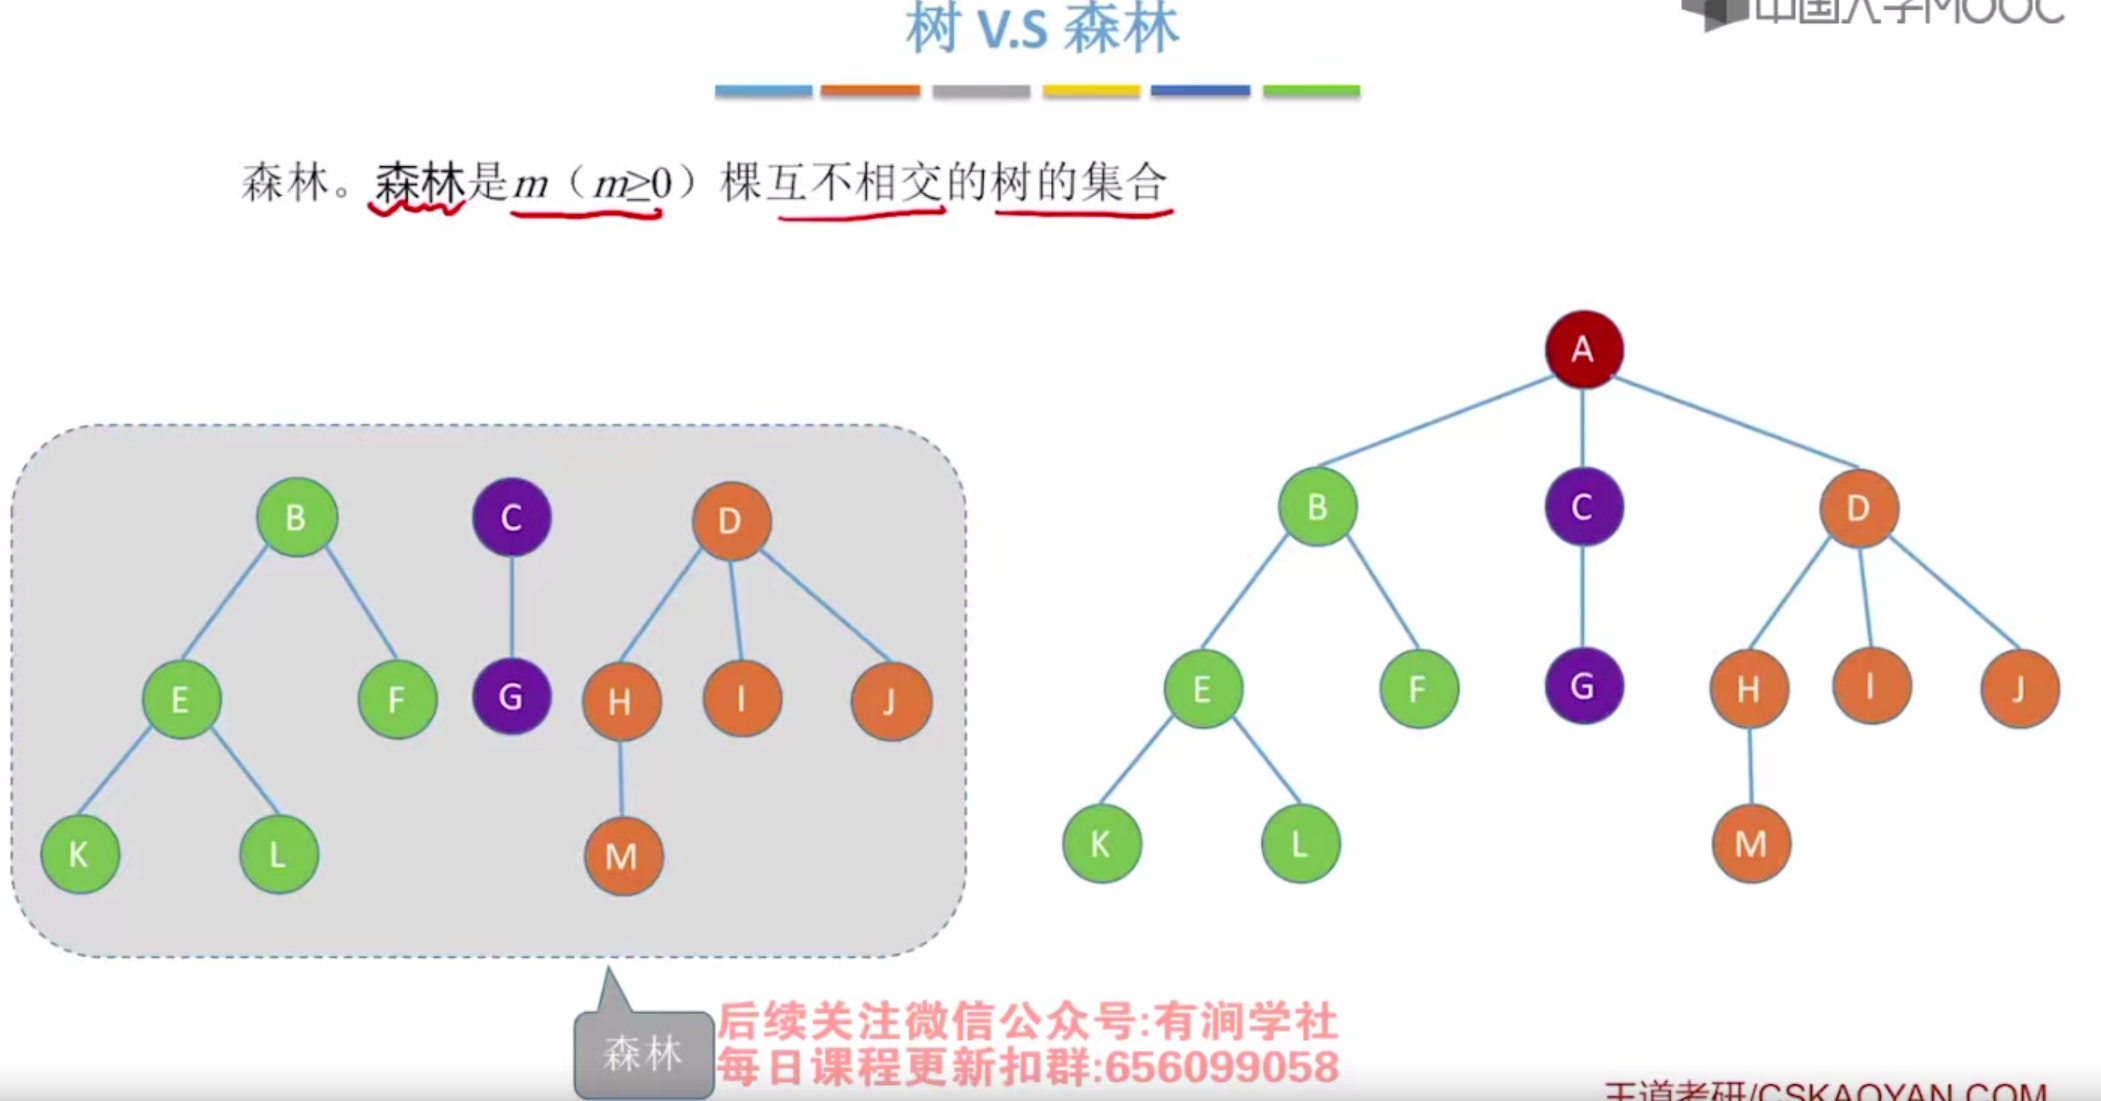 中国大学MOOC
树 V.S 森林
森林。森林是m（m≥0）棵互不相交的树的集合
A
B C D
B C D
E F G H I J
E F G H I J
K L M
K L M
森林
后续关注微信公众号:有涧学社
每日课程更新扣群:656099058
王道考研/CSKAOYAN.COM